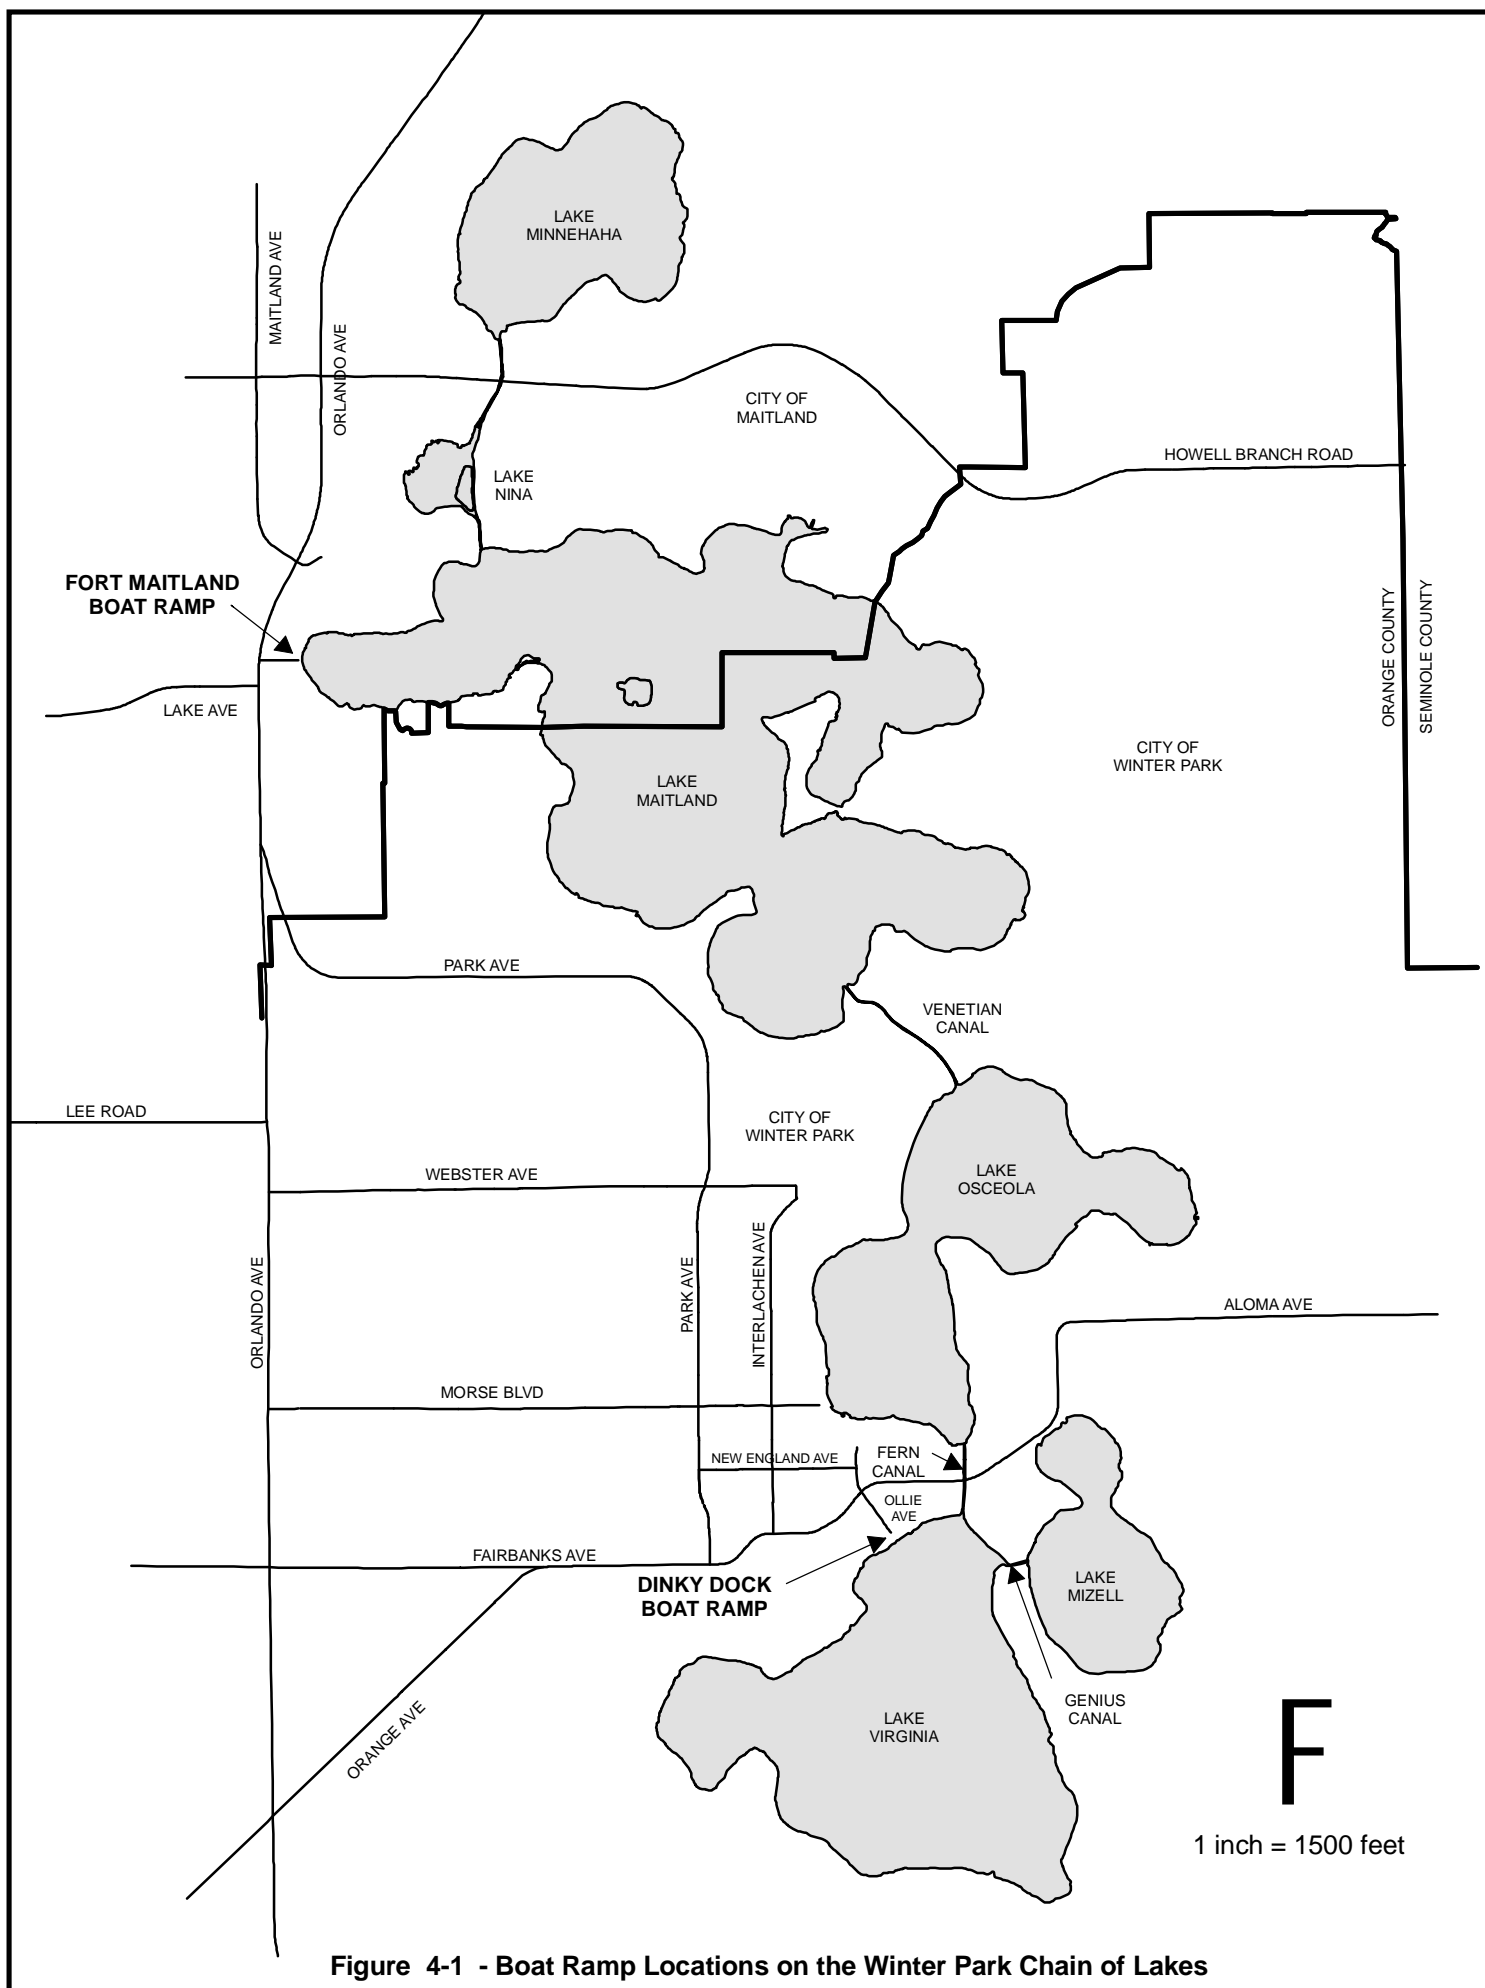 LAKE
MINNEHAHA
MAITLAND AVE
ORLANDO AVE
CITY OF
MAITLAND
HOWELL BRANCH ROAD
LAKE
NINA
FORT MAITLAND
BOAT RAMP
ORANGE COUNTY
SEMINOLE COUNTY
LAKE AVE
CITY OF
WINTER PARK
LAKE
MAITLAND
PARK AVE
VENETIAN
CANAL
LEE ROAD
CITY OF
WINTER PARK
WEBSTER AVE
LAKE
OSCEOLA
ORLANDO AVE
PARK AVE
INTERLACHEN AVE
ALOMA AVE
MORSE BLVD
NEW ENGLAND AVE
FERN
CANAL
OLLIE
AVE
FAIRBANKS AVE
DINKY DOCK
BOAT RAMP
LAKE
MIZELL
GENIUS
CANAL
ORANGE AVE
LAKE
VIRGINIA
F
1 inch = 1500 feet
Figure 4-1 - Boat Ramp Locations on the Winter Park Chain of Lakes